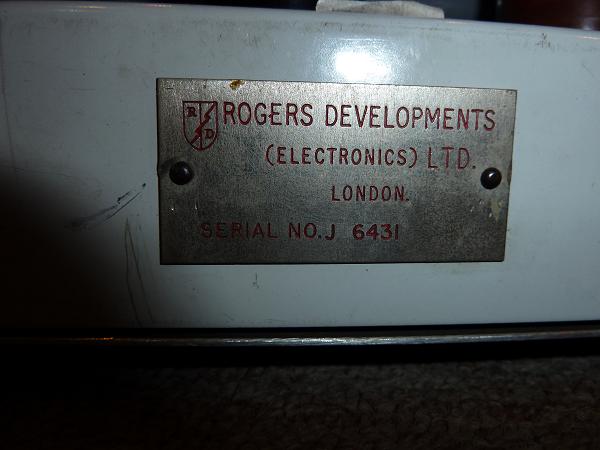 R D
ROGERS DEVELOPMENTS
(ELECTRONICS) LTD.
LONDON.
SERIAL NO. J 6431